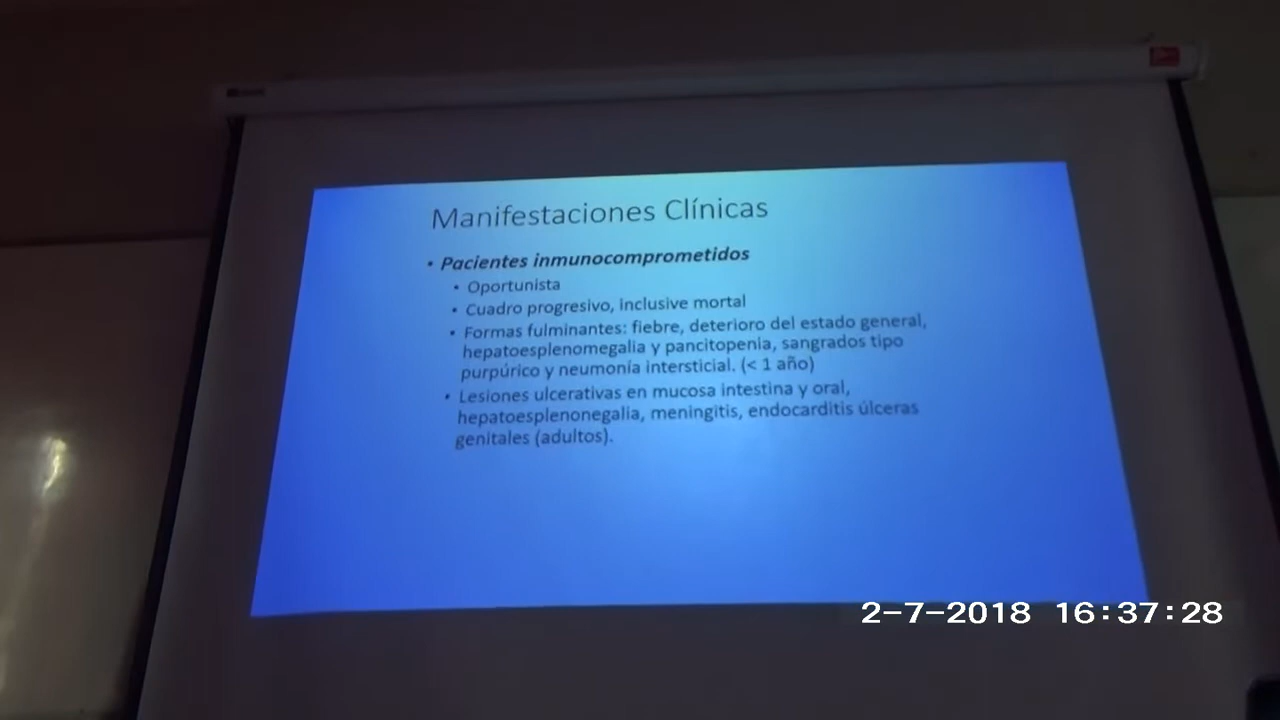 Manifestaciones Clínicas
• Pacientes inmunocomprometidos
• Oportunista
• Cuadro progresivo, inclusive mortal
• Formas fulminantes: fiebre, deterioro del estado general,
hepatoesplenomegalia y pancitopenia, sangrados tipo
purpúrico y neumonía intersticial. (< 1 año)
• Lesiones ulcerativas en mucosa intestina y oral,
hepatoesplenonegalia, meningitis, endocarditis úlceras
genitales (adultos).
2-7-2018 16:37:28